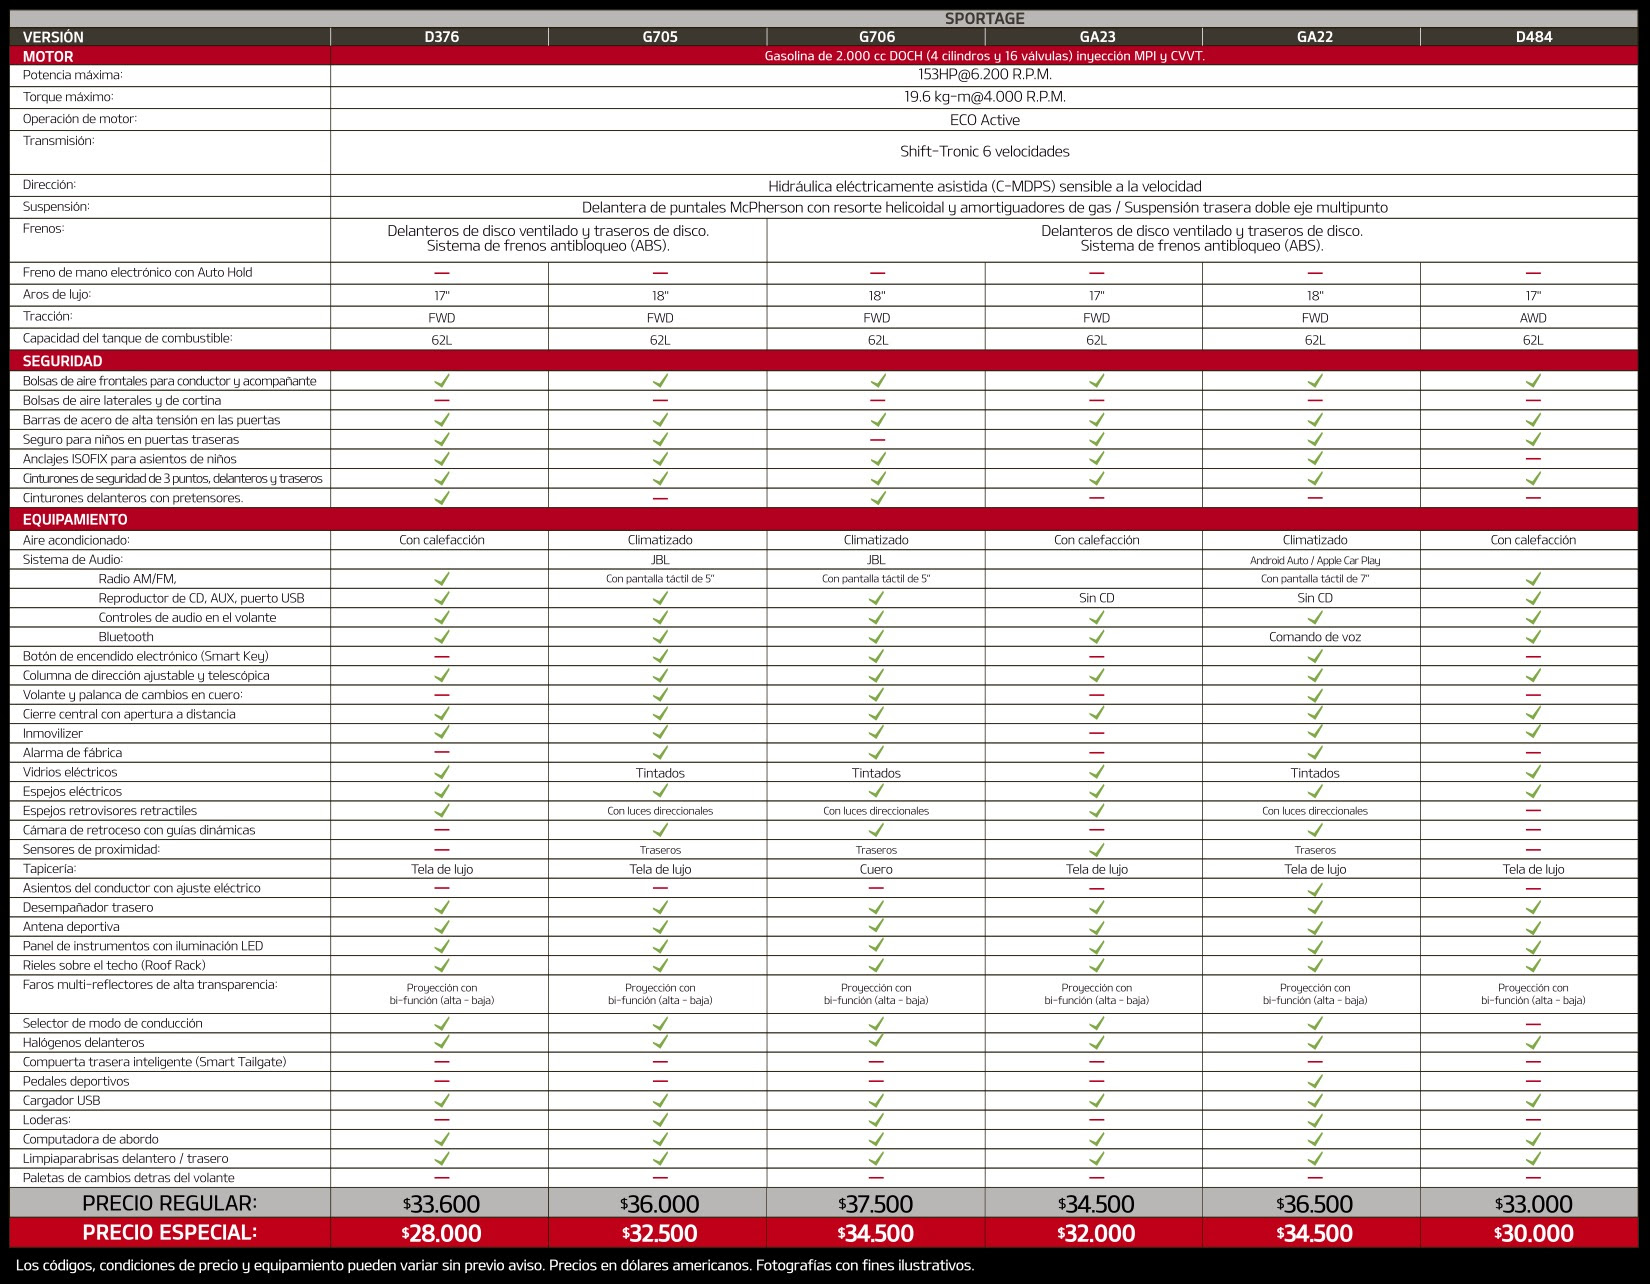 SPORTAGE
VERSIÓN D376 G705 G706 GA23 GA22 D484
MOTOR Gasolina de 2.000 cc DOCH (4 cilindros y 16 válvulas) inyección MPI y CVVT.
Potencia máxima: 153HP@6.200 R.P.M.
Torque máximo: 19.6 kg-m@4.000 R.P.M.
Operación de motor: ECO Active
Transmisión:
Shift-Tronic 6 velocidades
Dirección: Hidráulica eléctricamente asistida (C-MDPS) sensible a la velocidad
Suspensión: Delantera de puntales McPherson con resorte helicoidal y amortiguadores de gas / Suspensión trasera doble eje multipunto
Frenos: Delanteros de disco ventilado y traseros de disco. Delanteros de disco ventilado y traseros de disco.
Sistema de frenos antibloqueo (ABS). Sistema de frenos antibloqueo (ABS).
Freno de mano electrónico con Auto Hold — — — — — —
Aros de lujo: 17" 18" 18" 17" 18" 17"
Tracción: FWD FWD FWD FWD FWD AWD
Capacidad del tanque de combustible: 62L 62L 62L 62L 62L 62L
SEGURIDAD
Bolsas de aire frontales para conductor y acompañante ✓ ✓ ✓ ✓ ✓ ✓
Bolsas de aire laterales y de cortina — — — — — —
Barras de acero de alta tensión en las puertas ✓ ✓ ✓ ✓ ✓ ✓
Seguro para niños en puertas traseras ✓ ✓ — ✓ ✓ ✓
Anclajes ISOFIX para asientos de niños ✓ ✓ ✓ ✓ ✓ —
Cinturones de seguridad de 3 puntos, delanteros y traseros ✓ ✓ ✓ ✓ ✓ ✓
Cinturones delanteros con pretensores. ✓ — ✓ — — —
EQUIPAMIENTO
Aire acondicionado: Con calefacción Climatizado Climatizado Con calefacción Climatizado Con calefacción
Sistema de Audio: JBL JBL Android Auto / Apple Car Play
Radio AM/FM, ✓ Con pantalla táctil de 5" Con pantalla táctil de 5" Con pantalla táctil de 7" ✓
Reproductor de CD, AUX, puerto USB ✓ ✓ ✓ Sin CD Sin CD ✓
Controles de audio en el volante ✓ ✓ ✓ ✓ ✓ ✓
Bluetooth ✓ ✓ ✓ ✓ Comando de voz ✓
Botón de encendido electrónico (Smart Key) — ✓ ✓ — ✓ —
Columna de dirección ajustable y telescópica ✓ ✓ ✓ ✓ ✓ ✓
Volante y palanca de cambios en cuero: — ✓ ✓ — ✓ —
Cierre central con apertura a distancia ✓ ✓ ✓ ✓ ✓ ✓
Inmovilizer ✓ ✓ ✓ — ✓ ✓
Alarma de fábrica — ✓ ✓ — ✓ —
Vidrios eléctricos ✓ Tintados Tintados ✓ Tintados ✓
Espejos eléctricos ✓ ✓ ✓ ✓ ✓ ✓
Espejos retrovisores retractiles ✓ Con luces direccionales Con luces direccionales ✓ Con luces direccionales —
Cámara de retroceso con guías dinámicas — ✓ ✓ — ✓ —
Sensores de proximidad: — Traseros Traseros ✓ Traseros —
Tapicería: Tela de lujo Tela de lujo Cuero Tela de lujo Tela de lujo Tela de lujo
Asientos del conductor con ajuste eléctrico — — — — ✓ —
Desempañador trasero ✓ ✓ ✓ ✓ ✓ ✓
Antena deportiva ✓ ✓ ✓ ✓ ✓ ✓
Panel de instrumentos con iluminación LED ✓ ✓ ✓ ✓ ✓ ✓
Rieles sobre el techo (Roof Rack) ✓ ✓ ✓ ✓ ✓ ✓
Faros multi-reflectores de alta transparencia: Proyección con Proyección con Proyección con Proyección con Proyección con Proyección con
bi-función (alta - baja) bi-función (alta - baja) bi-función (alta - baja) bi-función (alta - baja) bi-función (alta - baja) bi-función (alta - baja)
Selector de modo de conducción ✓ ✓ ✓ ✓ ✓ —
Halógenos delanteros ✓ ✓ ✓ ✓ ✓ ✓
Compuerta trasera inteligente (Smart Tailgate) — — — — — —
Pedales deportivos — — — — ✓ —
Cargador USB ✓ ✓ ✓ ✓ ✓ ✓
Loderas: — ✓ ✓ — ✓ —
Computadora de abordo ✓ ✓ ✓ ✓ ✓ ✓
Limpiaparabrisas delantero / trasero ✓ ✓ ✓ ✓ ✓ ✓
Paletas de cambios detras del volante — — — — — —
PRECIO REGULAR: $33.600 $36.000 $37.500 $34.500 $36.500 $33.000
PRECIO ESPECIAL: $28.000 $32.500 $34.500 $32.000 $34.500 $30.000
Los códigos, condiciones de precio y equipamiento pueden variar sin previo aviso. Precios en dólares americanos. Fotografías con fines ilustrativos.